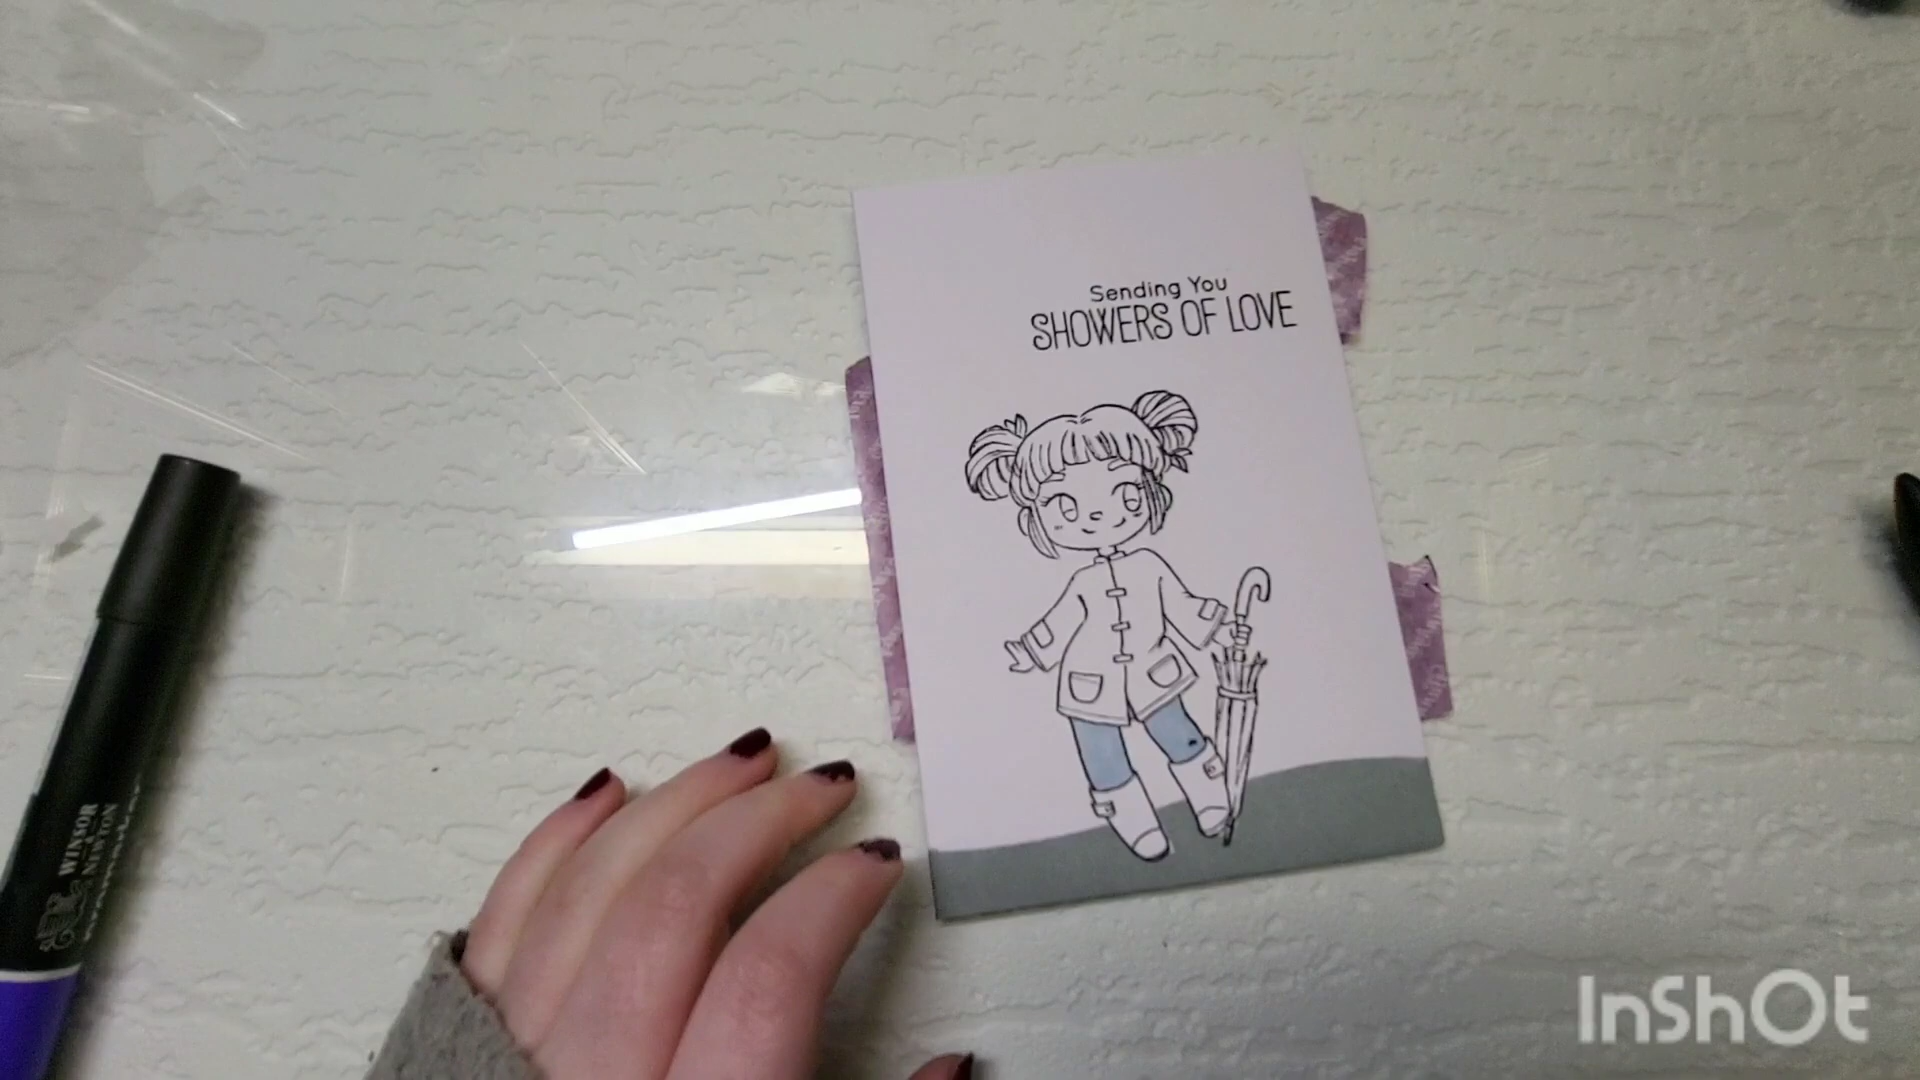 Sending You
SHOWERS OF LOVE
WINSOR
NEWTON
InShOt